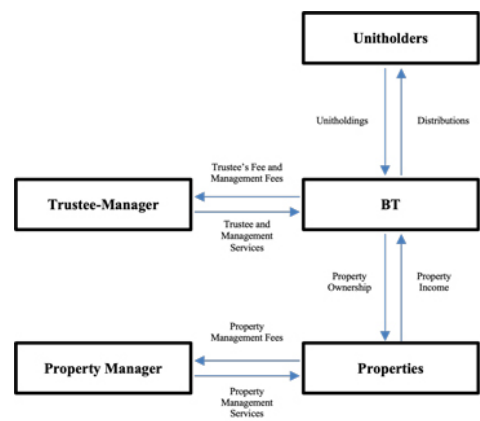 Unitholders
Unitholdings
Distributions
Trustee's Fee and
Management Fees
Trustee-Manager
BT
Trustee and
Management
Services
Property
Ownership
Property
Income
Property
Management Fees
Property Manager
Properties
Property
Management
Services